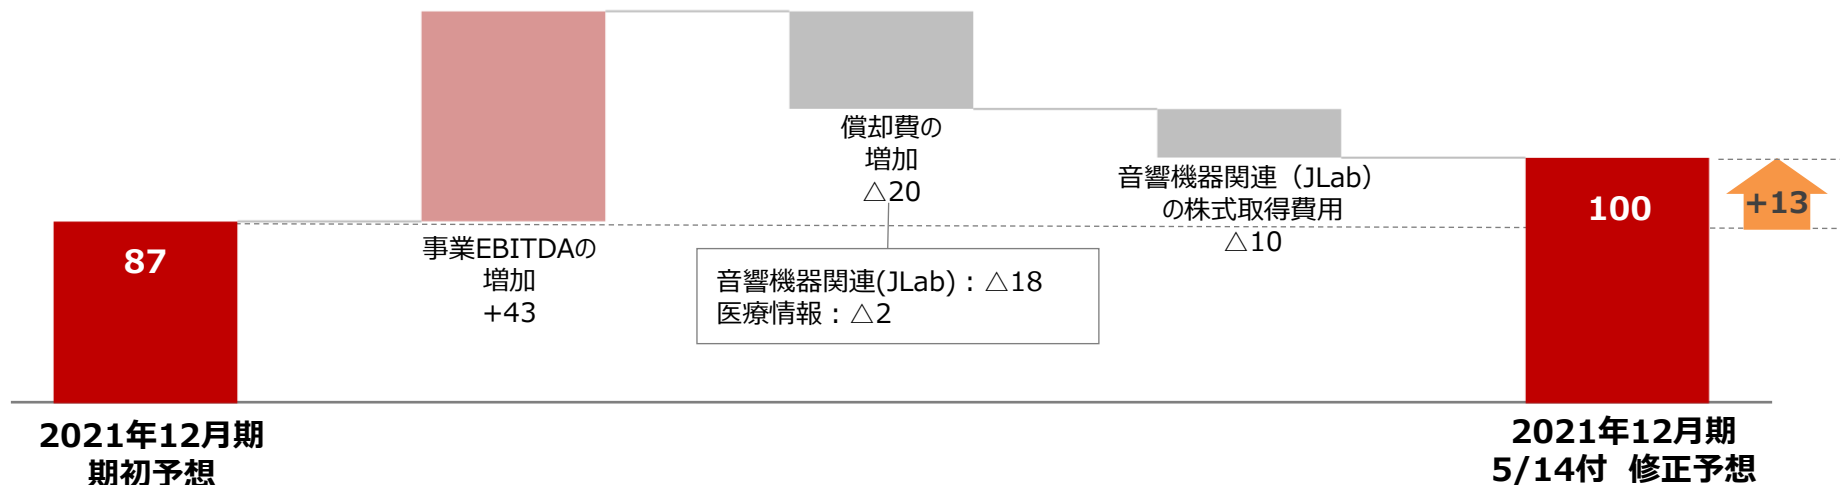 87
事業EBITDAの
増加
+43
償却費の
増加
△20
音響機器関連(JLab)：△18
医療情報：△2
音響機器関連（JLab）
の株式取得費用
△10
100
+13
2021年12月期
期初予想
2021年12月期
5/14付 修正予想